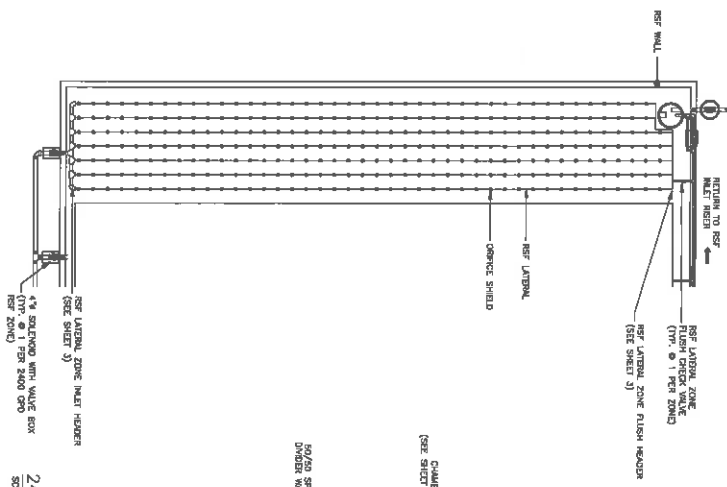 RSF WALL
RETURN TO RSF
INLET RISER
RSF LATERAL ZONE
FLUSH CHECK VALVE
(TYP. @ 1 PER ZONE)
RSF LATERAL ZONE FLUSH HEADER
(SEE SHEET 3)
RSF LATERAL
ORIFICE SHIELD
RSF LATERAL ZONE INLET HEADER
(SEE SHEET 3)
SOLENOID WITH VALVE BOX
(TYP. @ 1 PER 2400 GPD
RSF ZONE)
(SEE SHEET
50/50
DIVIDER